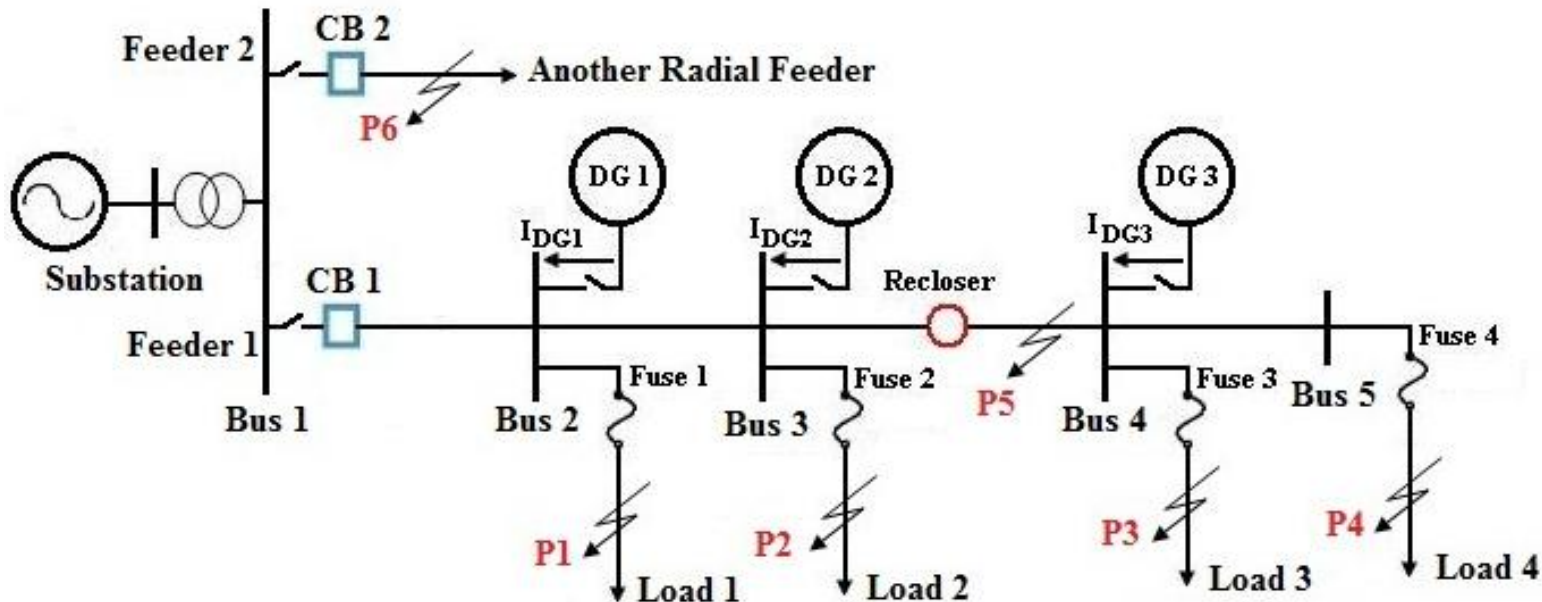 Feeder 2
CB 2
Another Radial Feeder
P6
DG 1
DG 2
DG 3
Substation
IDG1
IDG2
IDG3
CB 1
Recloser
Feeder 1
Fuse 1
Fuse 2
Fuse 3
Fuse 4
Bus 1
Bus 2
Bus 3
P5
Bus 4
Bus 5
P1
P2
P3
P4
Load 1
Load 2
Load 3
Load 4